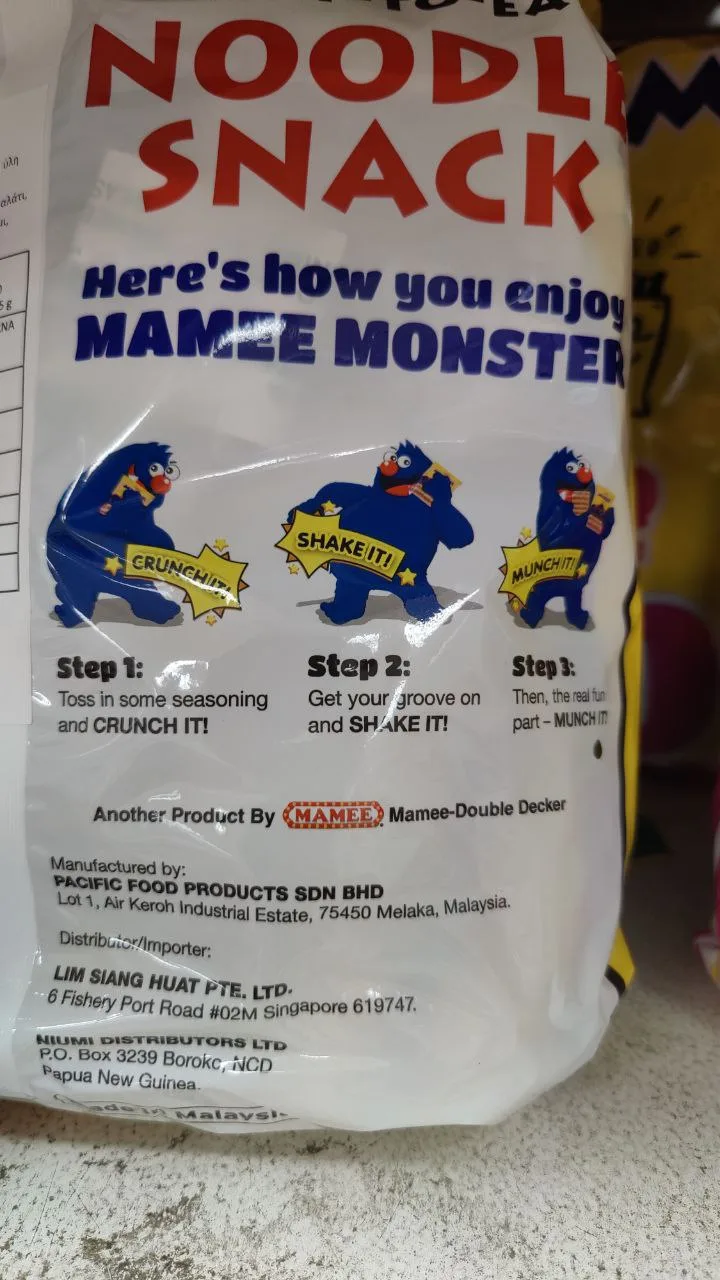 NOODLE
SNACK
Here's how you enjoy
MAMEE MONSTER
CRUNCH IT!
SHAKE IT!
MUNCH IT!
Step 1:
Toss in some seasoning
and CRUNCH IT!
Step 2:
Get your groove on
and SHAKE IT!
Step 3:
Then, the real fun
part – MUNCH IT!
Another Product By MAMEE Mamee-Double Decker
Manufactured by:
PACIFIC FOOD PRODUCTS SDN BHD
Lot 1, Air Keroh Industrial Estate, 75450 Melaka, Malaysia.
Distributor/Importer:
LIM SIANG HUAT PTE. LTD.
6 Fishery Port Road #02M Singapore 619747.
NIUMI DISTRIBUTORS LTD
P.O. Box 3239 Boroko, NCD
Papua New Guinea.
Made in Malaysia